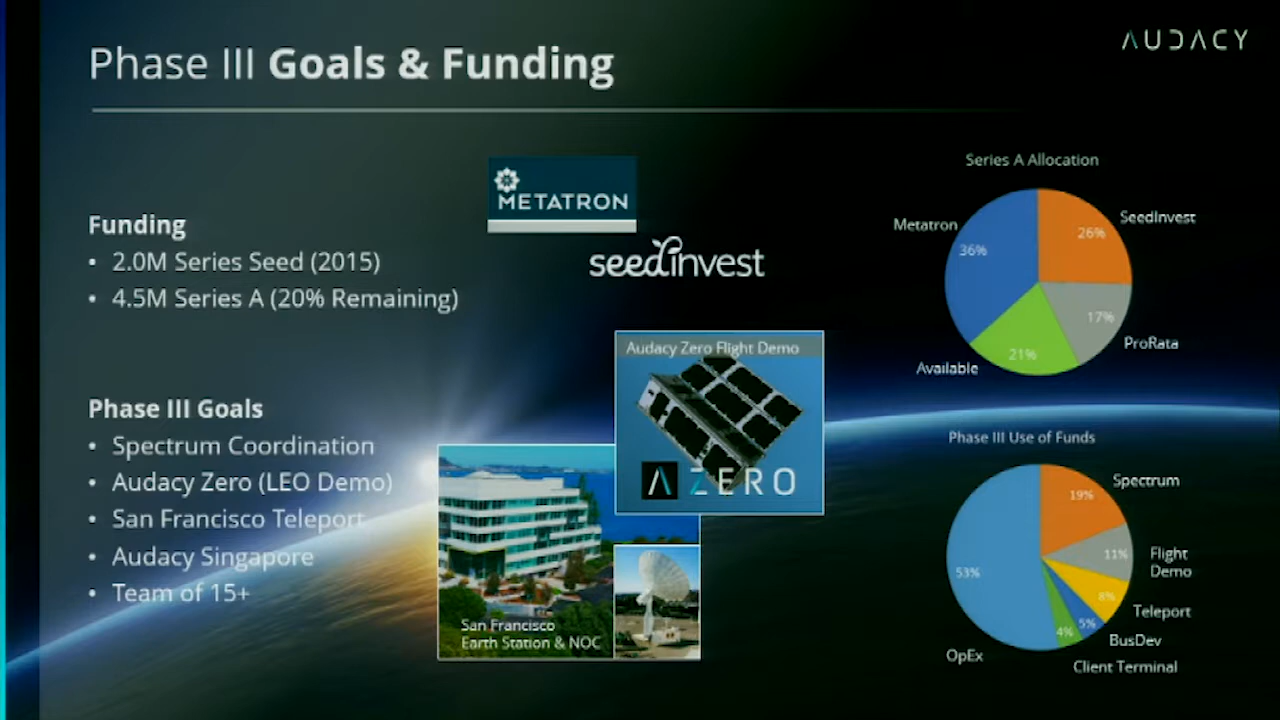 Phase III Goals & Funding
AUDACY
METATRON
seedinvest
Funding
• 2.0M Series Seed (2015)
• 4.5M Series A (20% Remaining)
Phase III Goals
• Spectrum Coordination
• Audacy Zero (LEO Demo)
• San Francisco Teleport
• Audacy Singapore
• Team of 15+
Audacy Zero Flight Demo
ZERO
San Francisco
Earth Station & NOC
Series A Allocation
Metatron
36%
SeedInvest
26%
17%
ProRata
21%
Available
Phase III Use of Funds
Spectrum
19%
11%
Flight
Demo
8%
Teleport
5%
BusDev
4%
Client Terminal
53%
OpEx